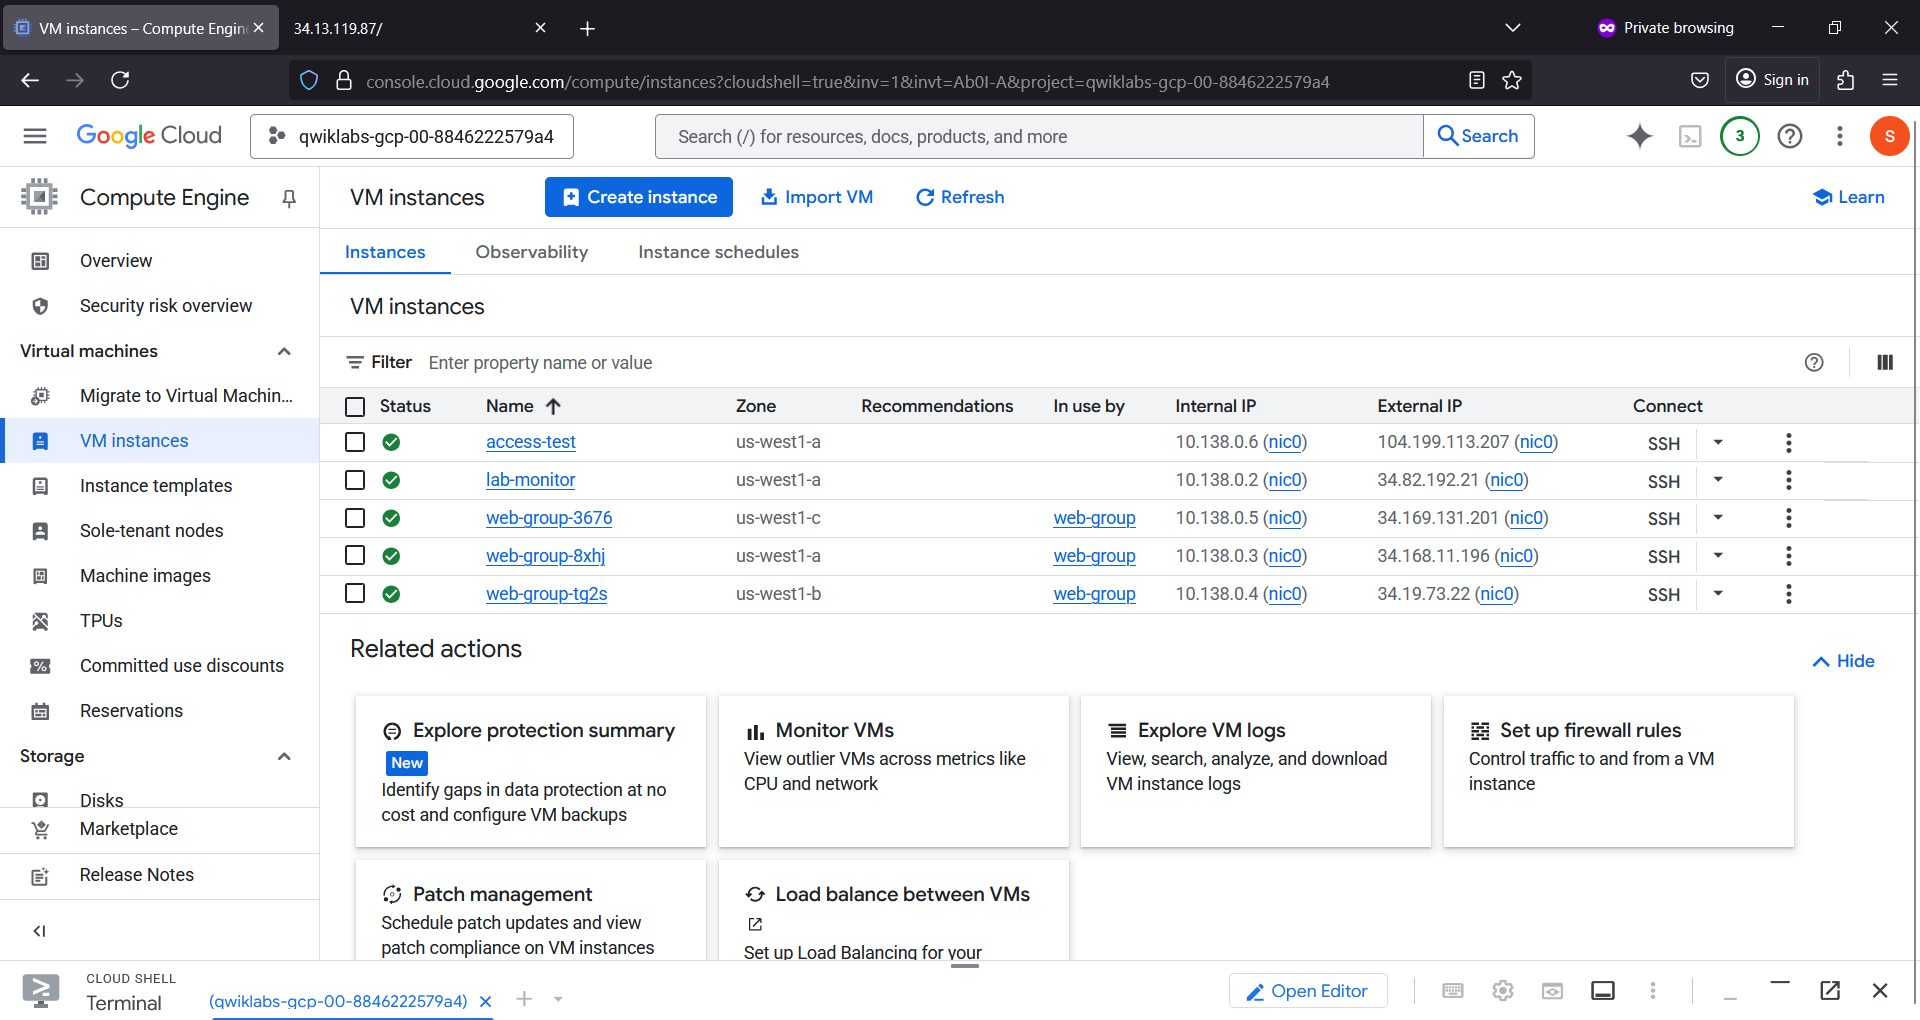 VM instances – Compute Engin
34.13.119.87/
Private browsing
console.cloud.google.com/compute/instances?cloudshell=true&inv=1&invt=Ab0I-A&project=qwiklabs-gcp-00-8846222579a4
Sign in
Google Cloud
qwiklabs-gcp-00-8846222579a4
Search (/) for resources, docs, products, and more
Search
3
S
Compute Engine
VM instances
Create instance
Import VM
Refresh
Learn
Overview
Security risk overview
Virtual machines
Migrate to Virtual Machin...
VM instances
Instance templates
Sole-tenant nodes
Machine images
TPUs
Committed use discounts
Reservations
Storage
Disks
Marketplace
Release Notes
Instances Observability Instance schedules
VM instances
Filter Enter property name or value
Status Name Zone Recommendations In use by Internal IP External IP Connect
access-test us-west1-a 10.138.0.6 (nic0) 104.199.113.207 (nic0) SSH
lab-monitor us-west1-a 10.138.0.2 (nic0) 34.82.192.21 (nic0) SSH
web-group-3676 us-west1-c web-group 10.138.0.5 (nic0) 34.169.131.201 (nic0) SSH
web-group-8xhj us-west1-a web-group 10.138.0.3 (nic0) 34.168.11.196 (nic0) SSH
web-group-tg2s us-west1-b web-group 10.138.0.4 (nic0) 34.19.73.22 (nic0) SSH
Related actions
Hide
Explore protection summary
New
Identify gaps in data protection at no
cost and configure VM backups
Monitor VMs
View outlier VMs across metrics like
CPU and network
Explore VM logs
View, search, analyze, and download
VM instance logs
Set up firewall rules
Control traffic to and from a VM
instance
Patch management
Schedule patch updates and view
patch compliance on VM instances
Load balance between VMs
Set up Load Balancing for your
CLOUD SHELL
Terminal
(qwiklabs-gcp-00-8846222579a4)
Open Editor